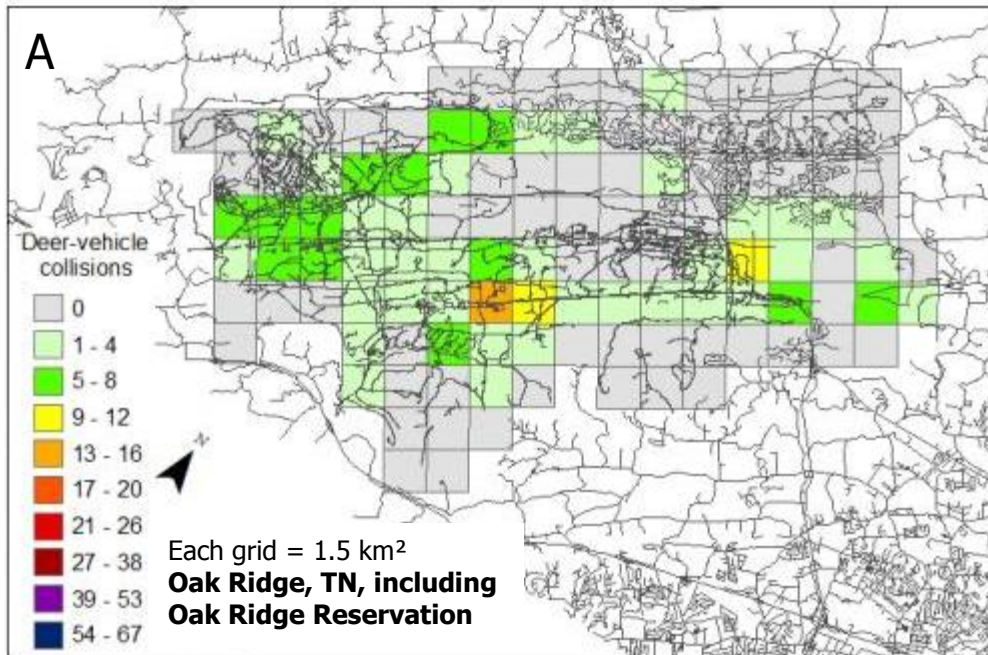 A
Deer-vehicle
collisions
0
1 - 4
5 - 8
9 - 12
13 - 16
17 - 20
21 - 26
27 - 38
39 - 53
54 - 67
N
Each grid = 1.5 km²
Oak Ridge, TN, including
Oak Ridge Reservation